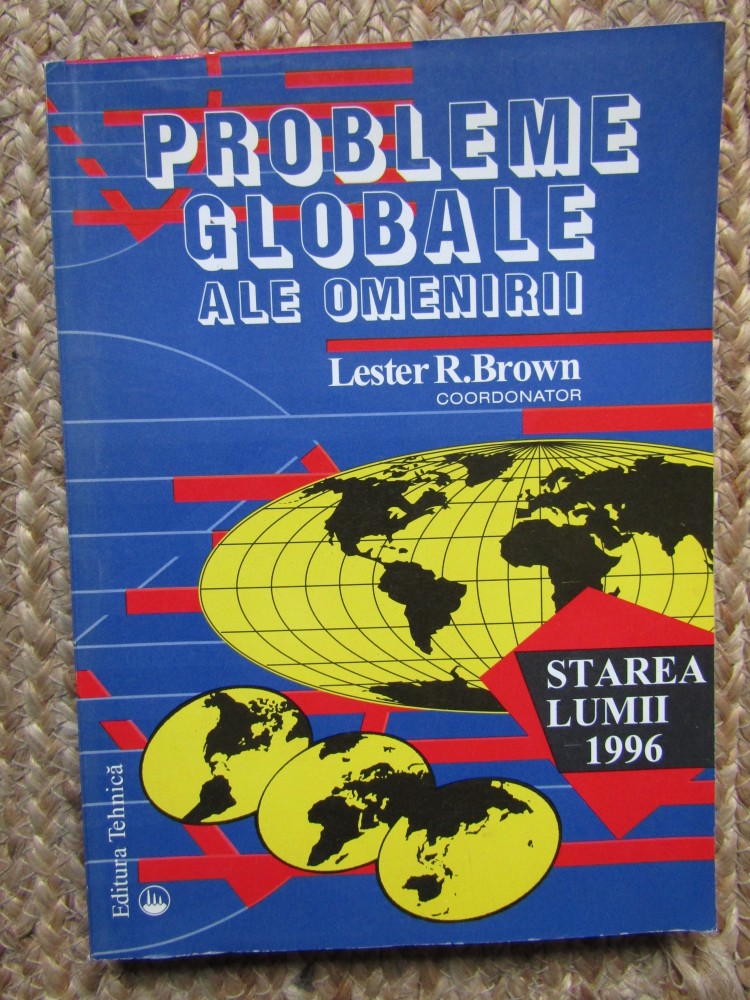 PROBLEME
GLOBALE
ALE OMENIRII
Lester R.Brown
COORDONATOR
STAREA
LUMII
1996
Editura Tehnică